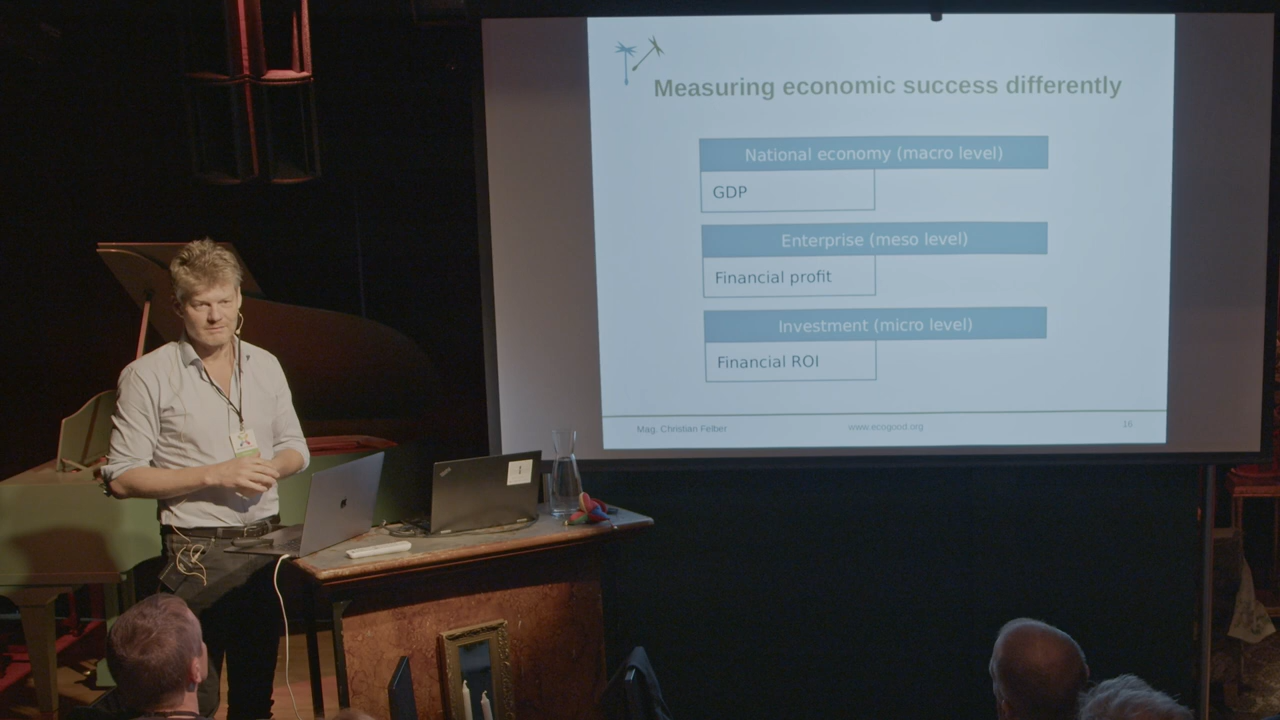 Measuring economic success differently
National economy (macro level)
GDP
Enterprise (meso level)
Financial profit
Investment (micro level)
Financial ROI
Mag. Christian Felber
www.ecogood.org
16